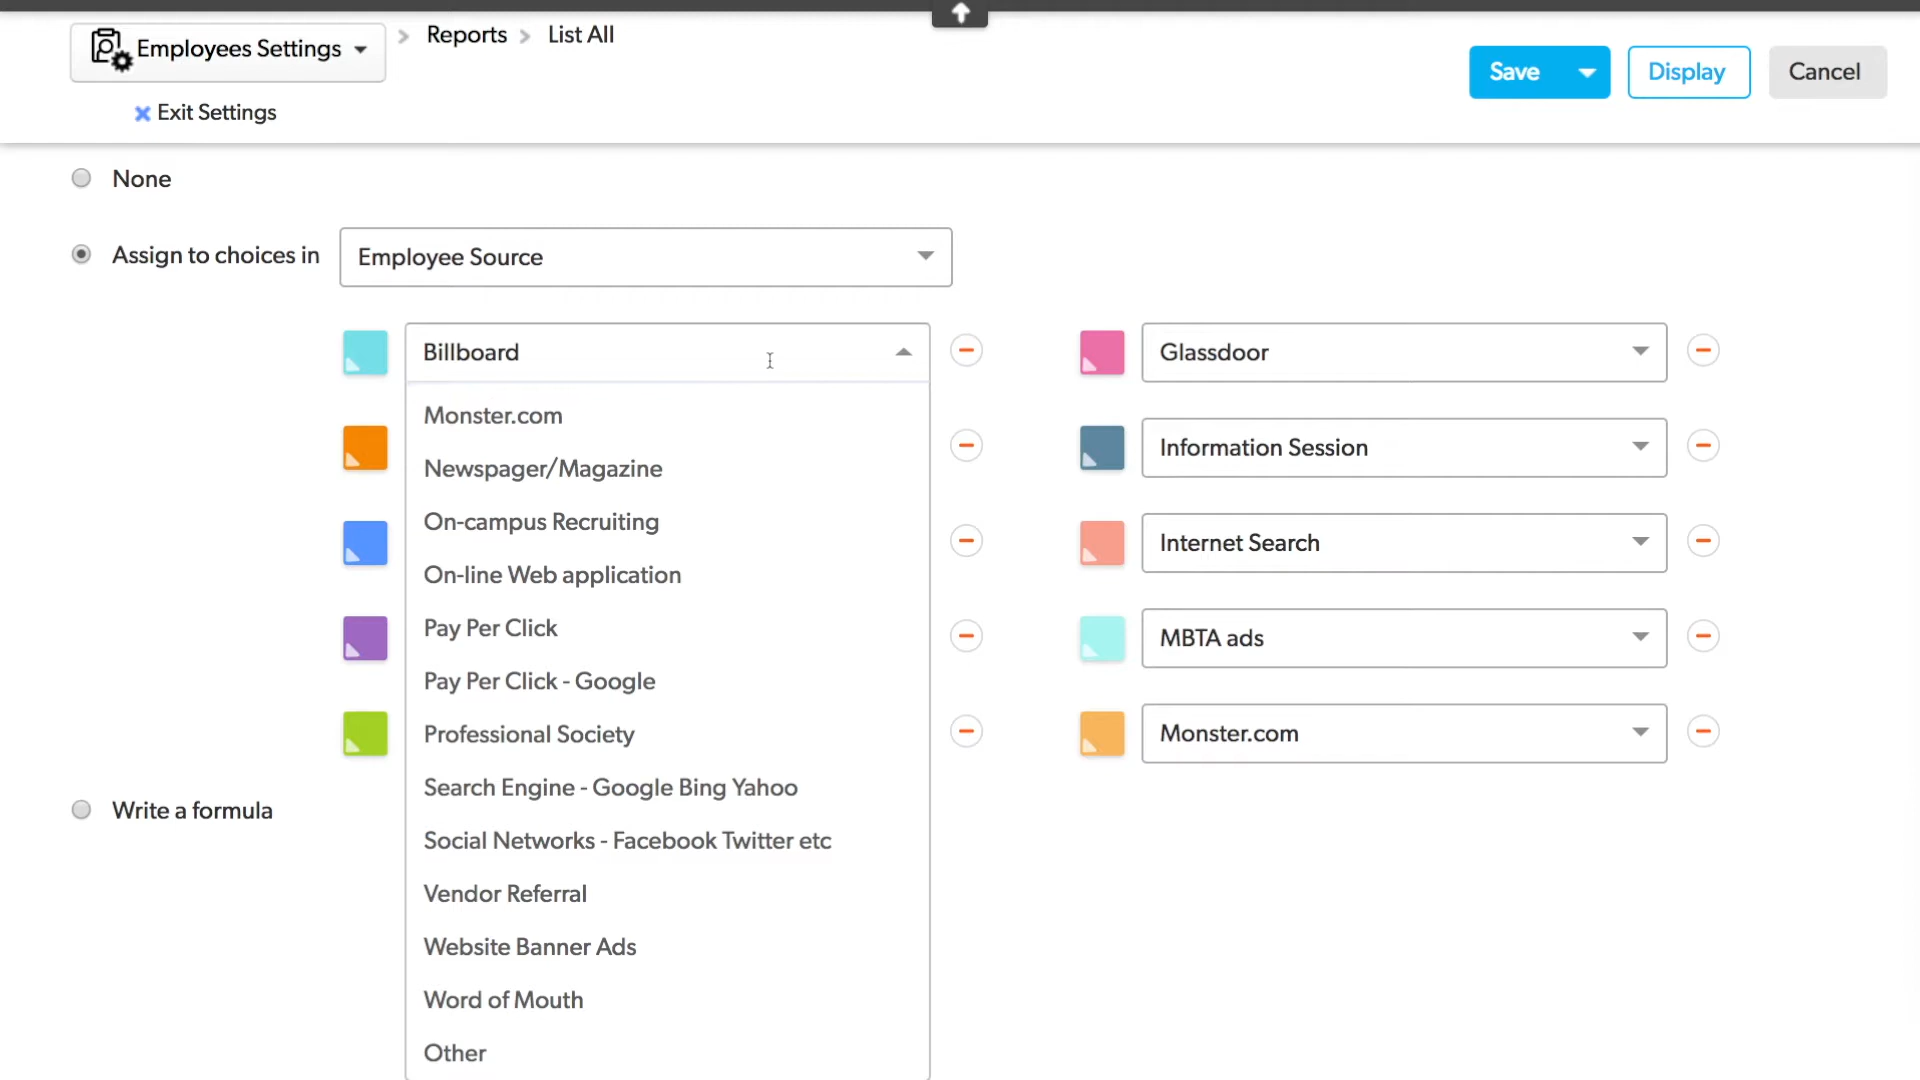 Employees Settings
Reports
List All
Save
Display
Cancel
Exit Settings
None
Assign to choices in
Employee Source
Billboard
Glassdoor
Monster.com
Newspager/Magazine
Information Session
On-campus Recruiting
Internet Search
On-line Web application
Pay Per Click
MBTA ads
Pay Per Click - Google
Professional Society
Monster.com
Search Engine - Google Bing Yahoo
Write a formula
Social Networks - Facebook Twitter etc
Vendor Referral
Website Banner Ads
Word of Mouth
Other